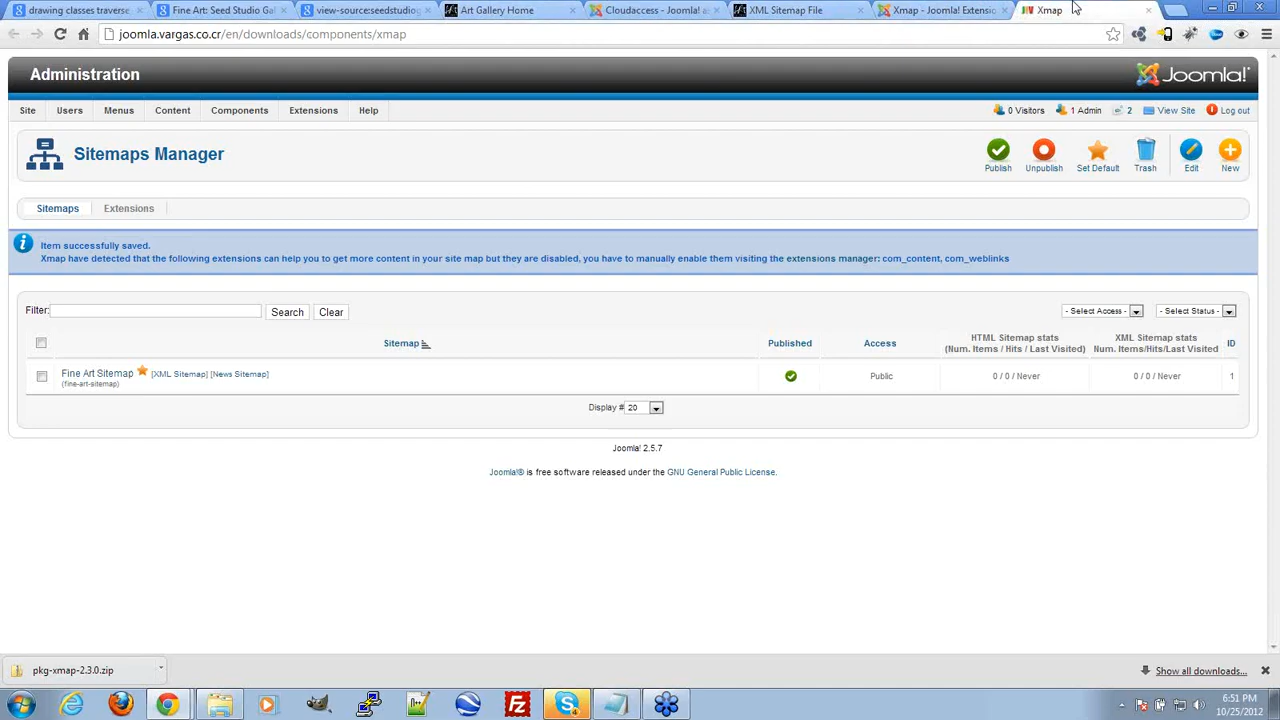 drawing classes traverse
Fine Art: Seed Studio Gal
view-source:seedstudiog
Art Gallery Home
Cloudaccess - Joomla! a
XML Sitemap File
Xmap - Joomla! Extensio
Xmap
joomla.vargas.co.cr/en/downloads/components/xmap
Administration
Joomla!
Site Users Menus Content Components Extensions Help
0 Visitors 1 Admin 2 View Site Log out
Sitemaps Manager
Publish Unpublish Set Default Trash Edit New
Sitemaps Extensions
Item successfully saved.
Xmap have detected that the following extensions can help you to get more content in your site map but they are disabled, you have to manually enable them visiting the extensions manager: com_content, com_weblinks
Filter: Search Clear - Select Access - - Select Status -
Sitemap Published Access HTML Sitemap stats (Num. Items / Hits / Last Visited) XML Sitemap stats Num. Items/Hits/Last Visited ID
Fine Art Sitemap [XML Sitemap] [News Sitemap] Public 0 / 0 / Never 0 / 0 / Never 1
(fine-art-sitemap)
Display # 20
Joomla! 2.5.7
Joomla!® is free software released under the GNU General Public License.
pkg-xmap-2.3.0.zip
Show all downloads...
6:51 PM
10/25/2012